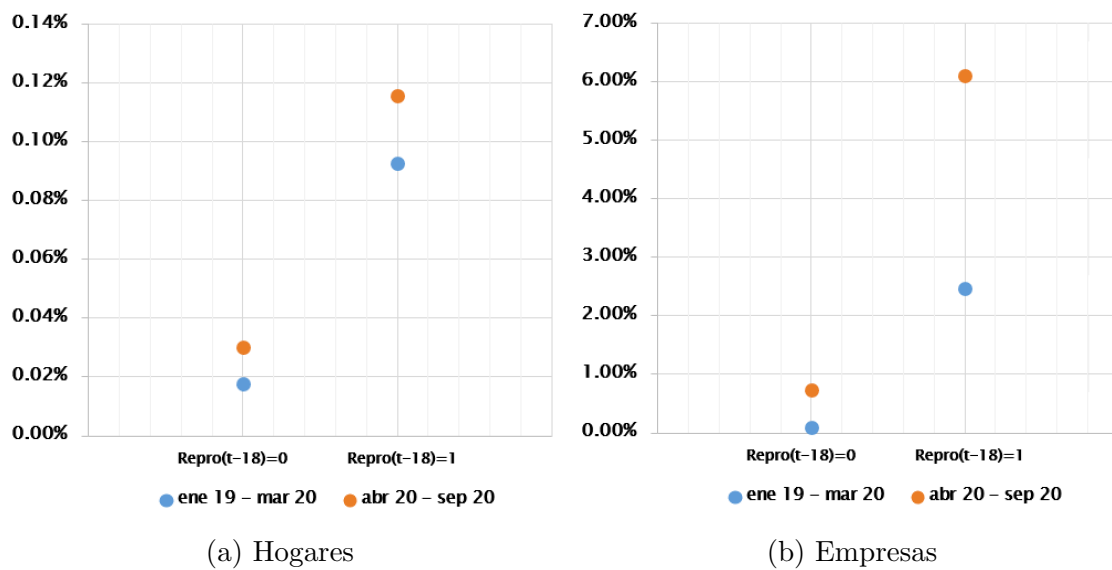 0.14%
0.12%
0.10%
0.08%
0.06%
0.04%
0.02%
0.00%
Repro(t-18)=0 Repro(t-18)=1
ene 19 - mar 20 abr 20 - sep 20
(a) Hogares
7.00%
6.00%
5.00%
4.00%
3.00%
2.00%
1.00%
0.00%
Repro(t-18)=0 Repro(t-18)=1
ene 19 - mar 20 abr 20 - sep 20
(b) Empresas